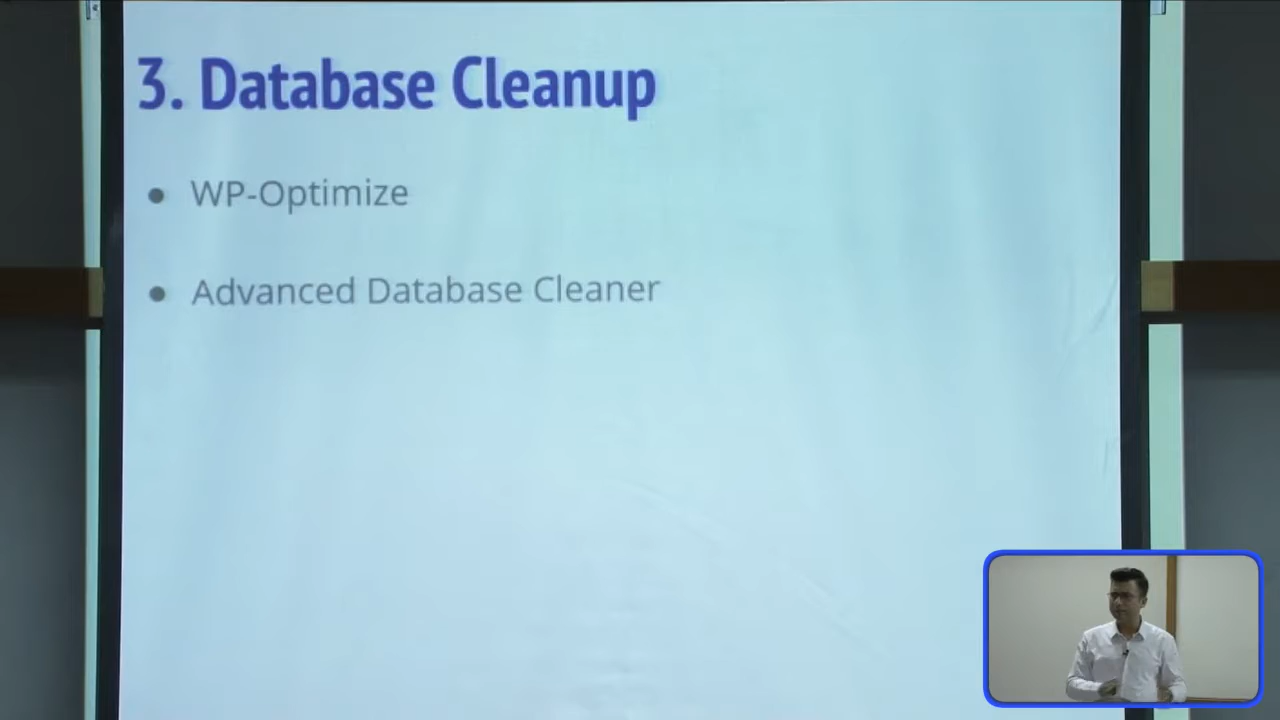 3. Database Cleanup
● WP-Optimize
● Advanced Database Cleaner